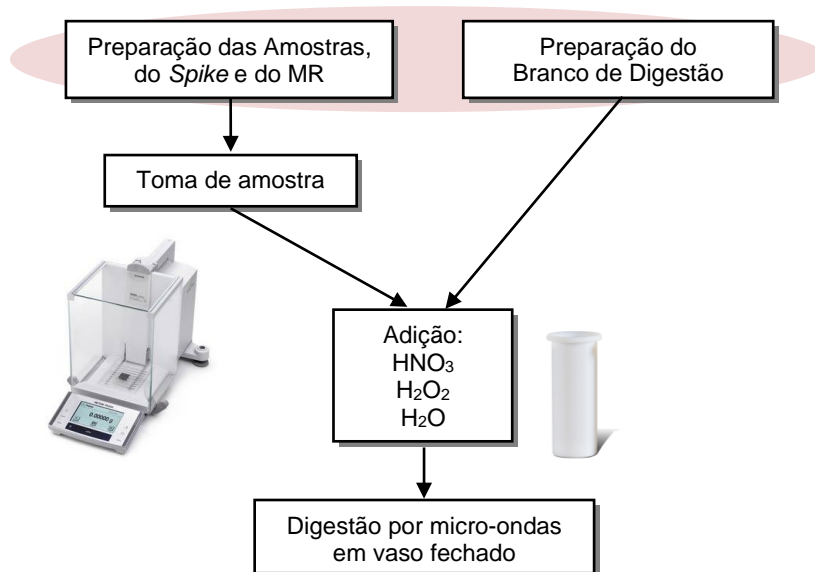 Preparação das Amostras,
do Spike e do MR
Preparação do
Branco de Digestão
Toma de amostra
Adição:
HNO₃
H₂O₂
H₂O
Digestão por micro-ondas
em vaso fechado